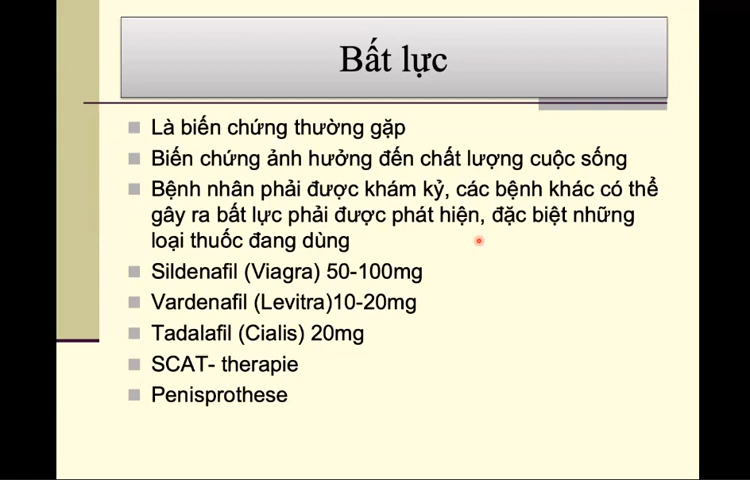 Bất lực
Là biến chứng thường gặp
Biến chứng ảnh hưởng đến chất lượng cuộc sống
Bệnh nhân phải được khám kỷ, các bệnh khác có thể
gây ra bất lực phải được phát hiện, đặc biệt những
loại thuốc đang dùng
Sildenafil (Viagra) 50-100mg
Vardenafil (Levitra)10-20mg
Tadalafil (Cialis) 20mg
SCAT- therapie
Penisprothese